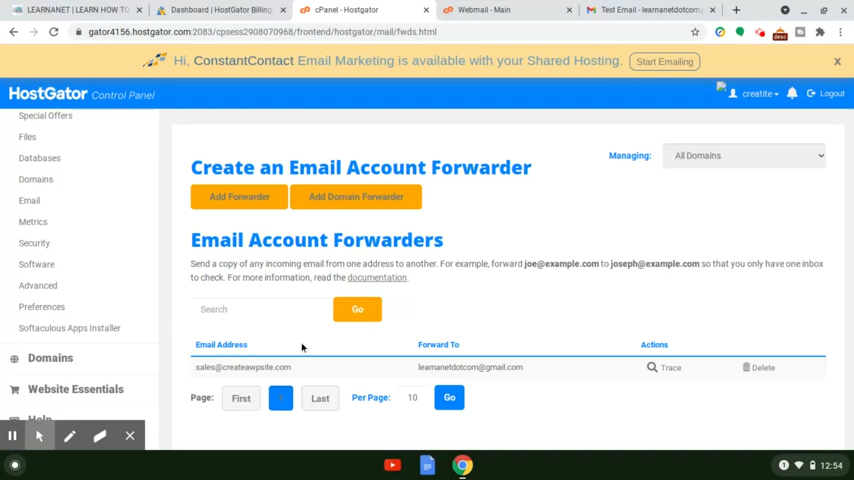 LEARNANET | LEARN HOW TO
Dashboard | HostGator Billing
cPanel - Hostgator
Webmail - Main
Test Email - learnanetdotcom
gator4156.hostgator.com:2083/cpsess2908070968/frontend/hostgator/mail/fwds.html
Hi, ConstantContact Email Marketing is available with your Shared Hosting.
Start Emailing
X
HostGator Control Panel
creatite
Logout
Special Offers
Files
Databases
Domains
Email
Metrics
Security
Software
Advanced
Preferences
Softaculous Apps Installer
Domains
Website Essentials
Help
Create an Email Account Forwarder
Managing:
All Domains
Add Forwarder
Add Domain Forwarder
Email Account Forwarders
Send a copy of any incoming email from one address to another. For example, forward joe@example.com to joseph@example.com so that you only have one inbox
to check. For more information, read the documentation.
Search
Go
Email Address
Forward To
Actions
sales@createawpsite.com
learnanetdotcom@gmail.com
Trace
Delete
Page:
First
Last
Per Page:
10
Go
1
12:54